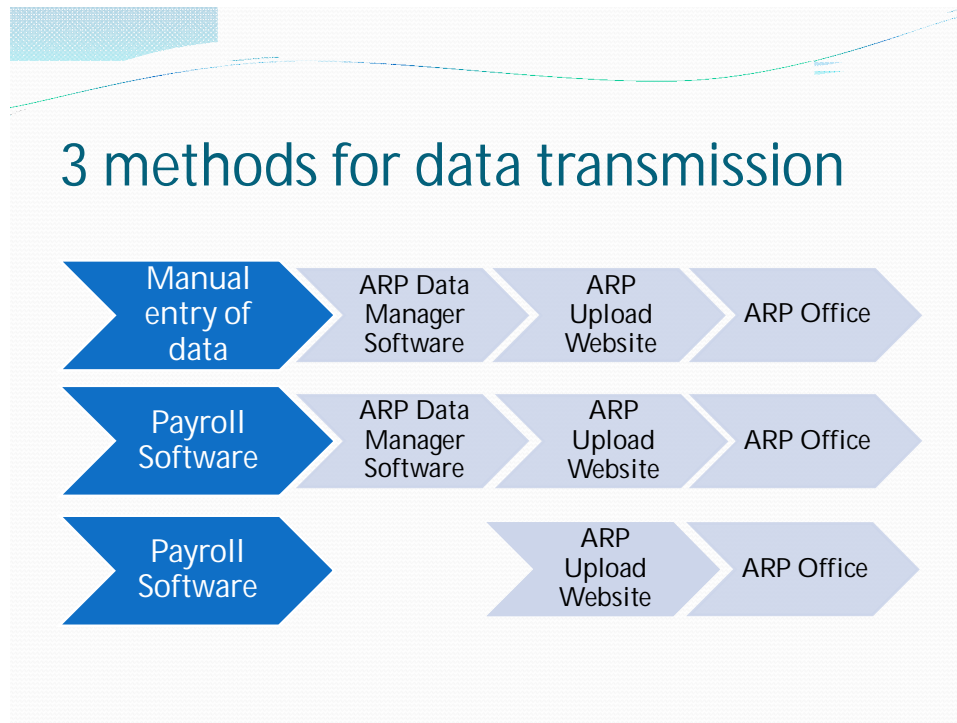 3 methods for data transmission
Manual
entry of
data
ARP Data
Manager
Software
ARP
Upload
Website
ARP Office
Payroll
Software
ARP Data
Manager
Software
ARP
Upload
Website
ARP Office
Payroll
Software
ARP
Upload
Website
ARP Office